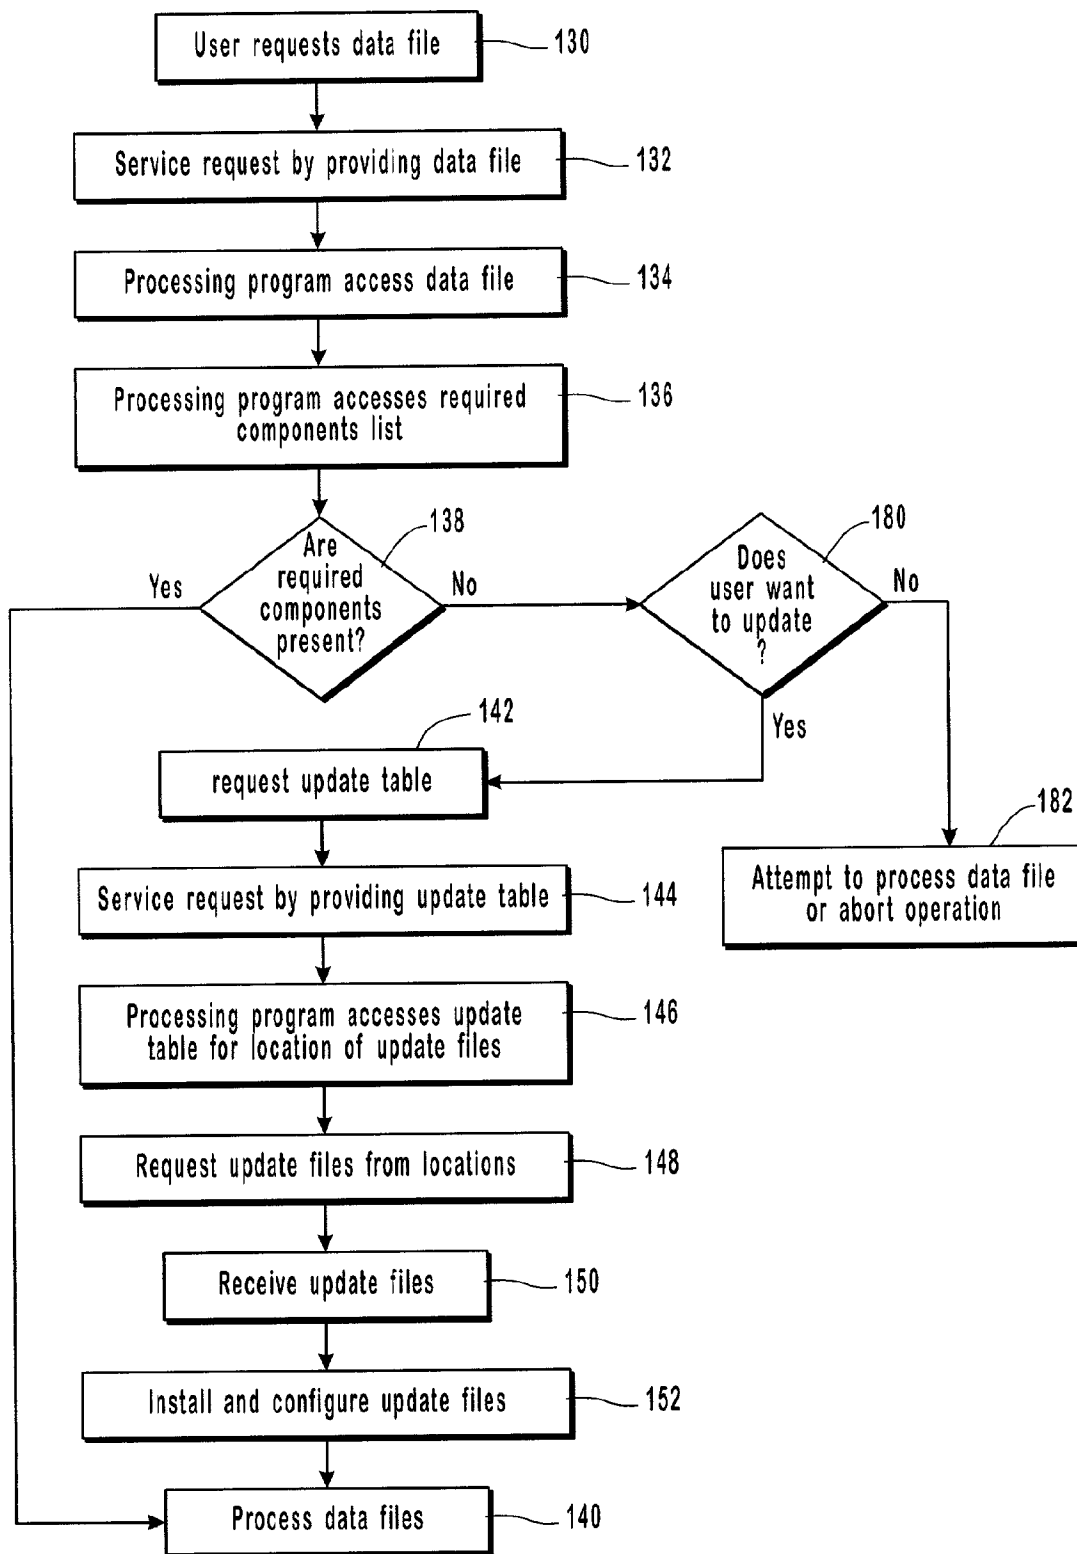 User requests data file
130
Service request by providing data file
132
Processing program access data file
134
Processing program accesses required
components list
136
Are
required
components
present?
138
Yes
No
Does
user want
to update
?
180
No
Yes
142
request update table
182
Attempt to process data file
or abort operation
Service request by providing update table
144
Processing program accesses update
table for location of update files
146
Request update files from locations
148
Receive update files
150
Install and configure update files
152
Process data files
140